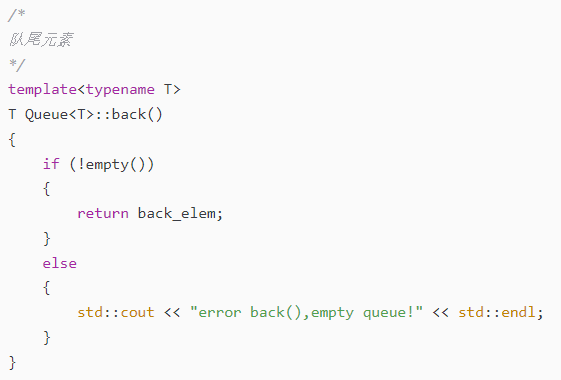 /*
队尾元素
*/
template<typename T>
T Queue<T>::back()
{
    if (!empty())
    {
        return back_elem;
    }
    else
    {
        std::cout << "error back(),empty queue!" << std::endl;
    }
}